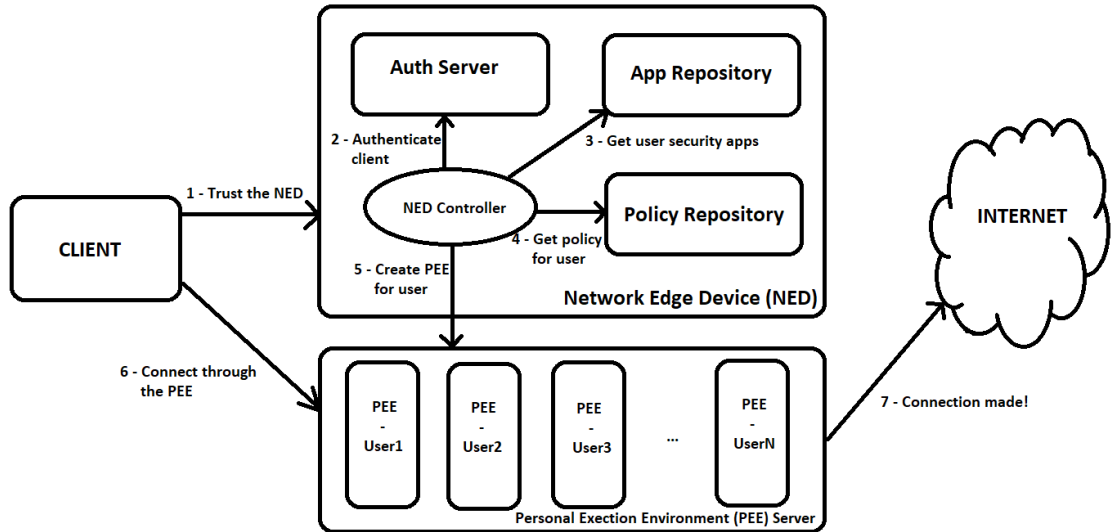 Auth Server
App Repository
2 - Authenticate
client
3 - Get user security apps
1 - Trust the NED
NED Controller
Policy Repository
INTERNET
CLIENT
4 - Get policy
for user
5 - Create PEE
for user
Network Edge Device (NED)
6 - Connect through
the PEE
PEE
-
User1
PEE
-
User2
PEE
-
User3
...
PEE
-
UserN
7 - Connection made!
Personal Exection Environment (PEE) Server